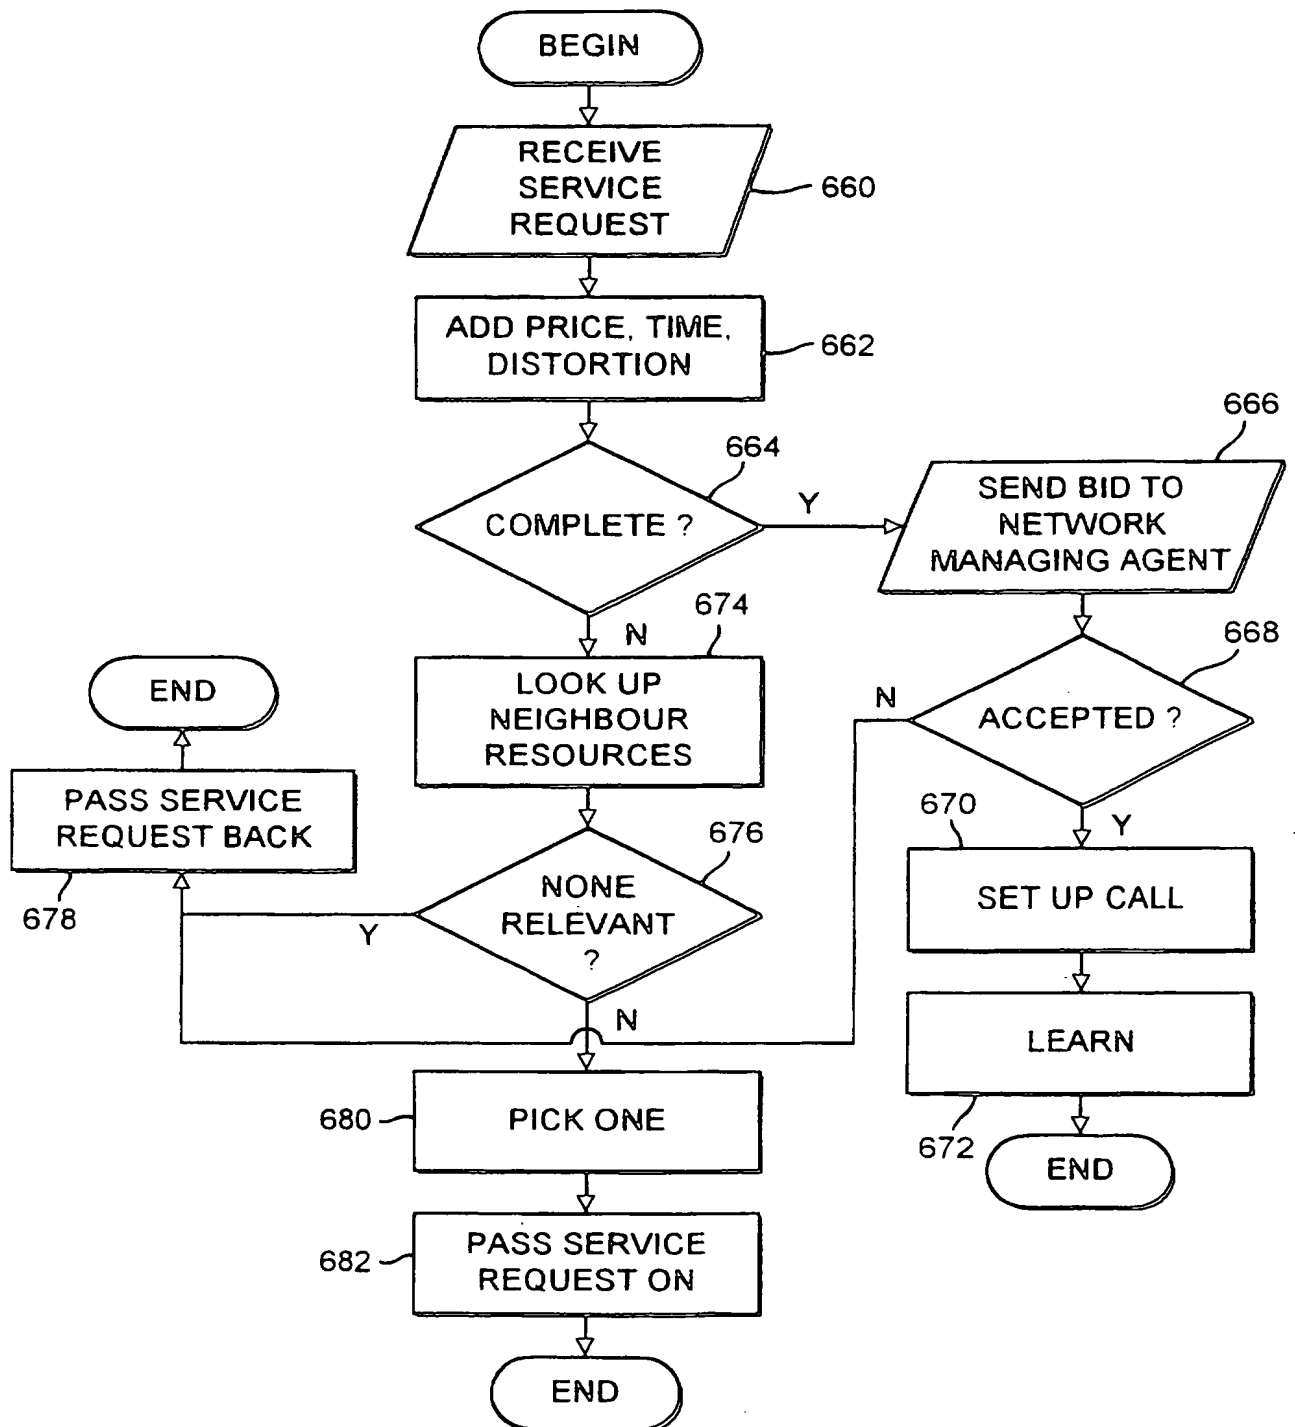 BEGIN
RECEIVE
SERVICE
REQUEST
660
ADD PRICE, TIME,
DISTORTION
662
COMPLETE ?
664
Y
N
SEND BID TO
NETWORK
MANAGING AGENT
666
ACCEPTED ?
668
N
Y
SET UP CALL
670
LEARN
672
END
LOOK UP
NEIGHBOUR
RESOURCES
674
NONE
RELEVANT
?
676
Y
N
PASS SERVICE
REQUEST BACK
678
END
PICK ONE
680
PASS SERVICE
REQUEST ON
682
END